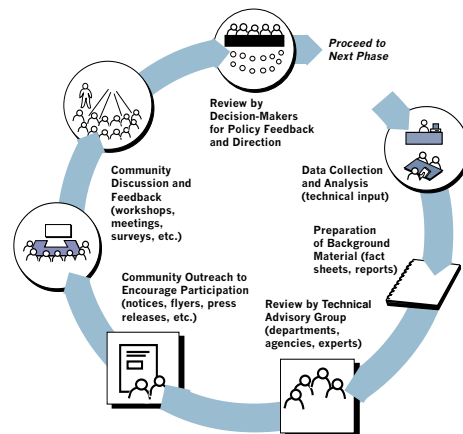 Proceed to
Next Phase
Review by
Decision-Makers
for Policy Feedback
and Direction
Community
Discussion and
Feedback
(workshops,
meetings,
surveys, etc.)
Data Collection
and Analysis
(technical input)
Preparation
of Background
Material (fact
sheets, reports)
Community Outreach to
Encourage Participation
(notices, flyers, press
releases, etc.)
Review by Technical
Advisory Group
(departments,
agencies, experts)